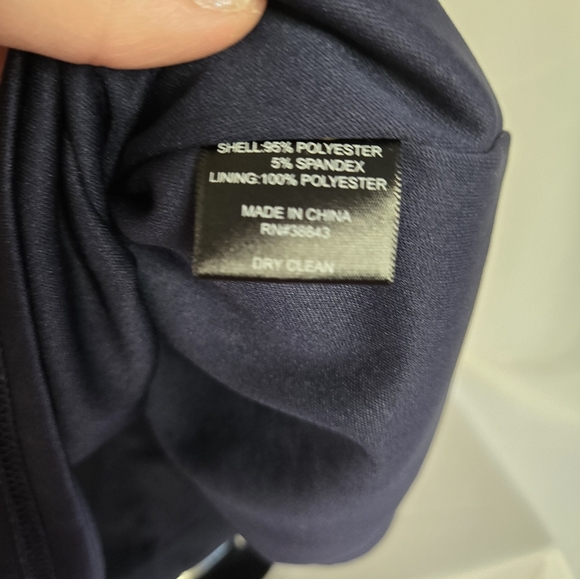 SHELL:95% POLYESTER
5% SPANDEX
LINING:100% POLYESTER
MADE IN CHINA
RN#38843
DRY CLEAN